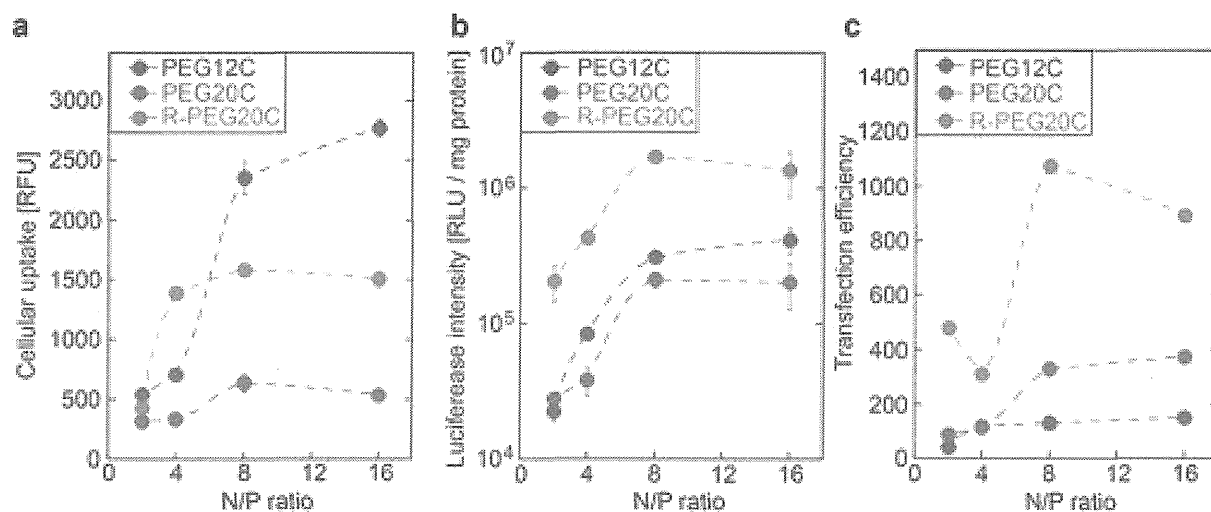 a
PEG12C
PEG20C
R-PEG20C
3000
2500
2000
1500
1000
500
0
0 4 8 12 16
Cellular uptake [RFU]
N/P ratio
b
PEG12C
PEG20C
R-PEG20C
10^7
10^6
10^5
10^4
0 4 8 12 16
Luciferease intensity [RLU / mg protein]
N/P ratio
c
PEG12C
PEG20C
R-PEG20C
1400
1200
1000
800
600
400
200
0
0 4 8 12 16
Transfection efficiency
N/P ratio